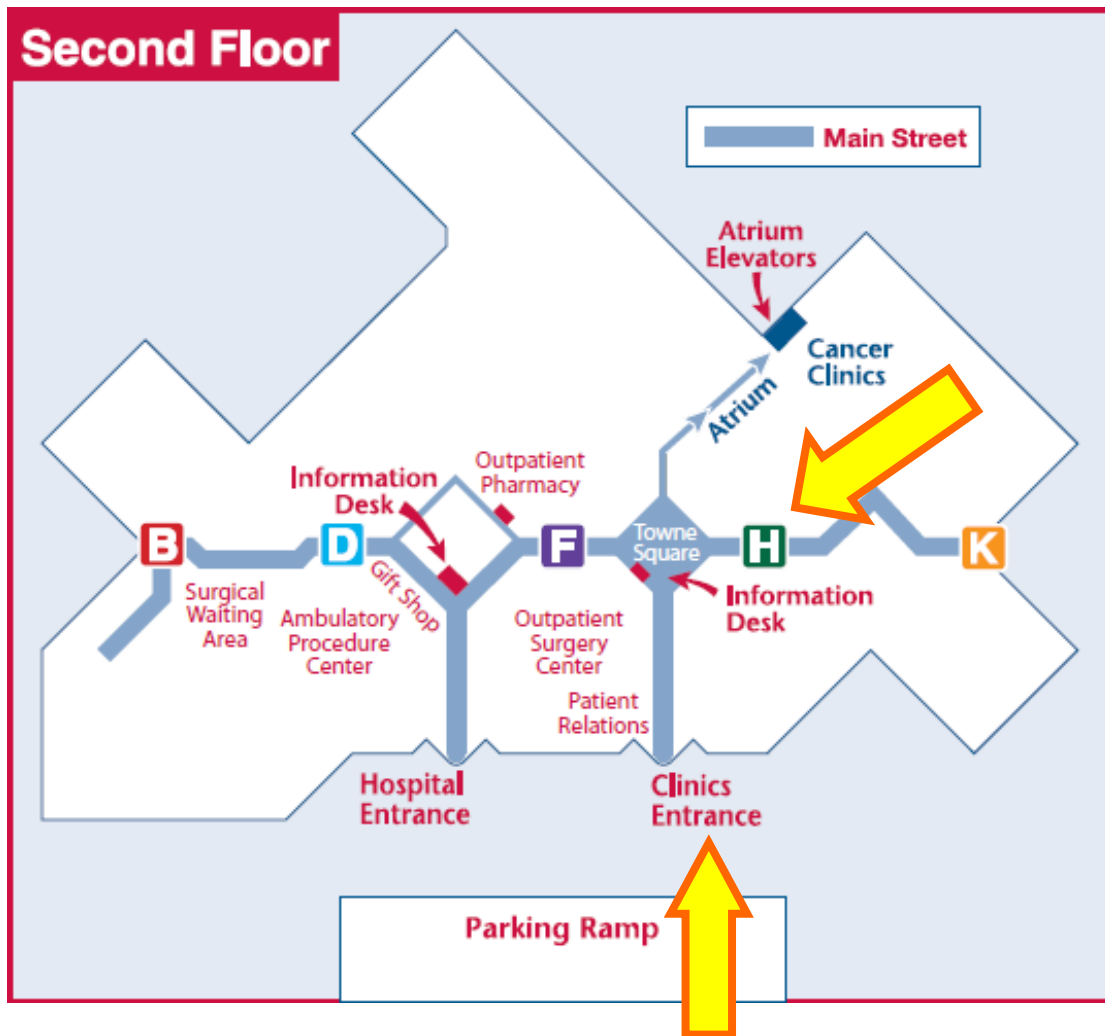 Second Floor
Main Street
Atrium
Elevators
Cancer
Clinics
Atrium
Outpatient
Pharmacy
Information
Desk
B
D
F
Towne
Square
H
K
Gift Shop
Surgical
Waiting
Area
Ambulatory
Procedure
Center
Outpatient
Surgery
Center
Information
Desk
Patient
Relations
Hospital
Entrance
Clinics
Entrance
Parking Ramp